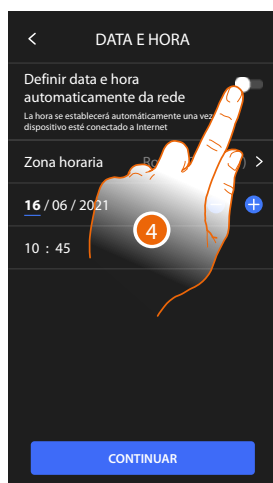 DATA E HORA
Definir data e hora
automaticamente da rede
La hora se establecerá automáticamente una vez
dispositivo esté conectado a Internet
Zona horaria
16 / 06 / 2021
10 : 45
4
CONTINUAR